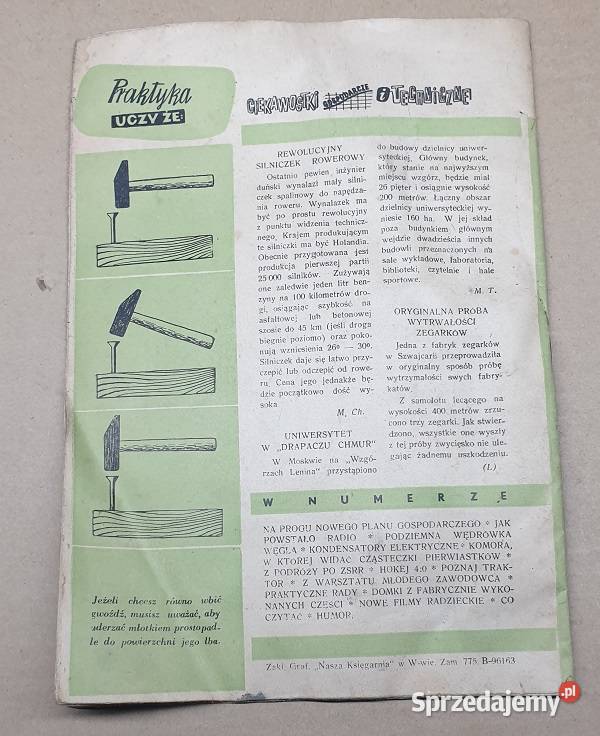 Praktyka
UCZY ŻE:
Jeżeli chcesz równo wbić
gwóźdź, musisz uważać, aby
uderzać młotkiem prostopad-
le do powierzchni jego łba.
CIEKAWOSTKI GOSPODARCZE i TECHNICZNE
REWOLUCYJNY
SILNICZEK ROWEROWY
Ostatnio pewien inżynier
duński wynalazł mały silni-
czek spalinowy do napędza-
nia roweru. Wynalazek ma
być po prostu rewolucyjny
z punktu widzenia technicz-
nego, Krajem produkującym
te silniczki ma być Holandia.
Obecnie przygotowana jest
produkcja pierwszej partii
25 000 silników. Zużywają
one zaledwie jeden litr ben-
zyny na 100 kilometrów dro-
gi, osiągając szybkość na
asfaltowej lub betonowej
szosie do 45 km (jeśli droga
biegnie poziomo) oraz poko-
nują wzniesienia 26º — 30º.
Silniczek daje się łatwo przy-
czepić lub odczepić od rowe-
ru. Cena jego jednakże bę-
dzie początkowo dość wy-
soka.
M. Ch.
UNIWERSYTET
W „DRAPACZU CHMUR"
W Moskwie na „Wzgó-
rzach Lenina" przystąpiono
do budowy dzielnicy uniwer-
syteckiej. Główny budynek,
który stanie na najwyższym
miejscu wzgórz, będzie miał
26 pięter i osiągnie wysokość
200 metrów. Łączny obszar
dzielnicy uniwersyteckiej wy-
niesie 160 ha. W jej skład
poza budynkiem głównym
wejdzie dwadzieścia innych
budowli przeznaczonych na
sale wykładowe, laboratoria,
biblioteki, czytelnie i hale
sportowe.
M. T.
ORYGINALNA PRÓBA
WYTRWAŁOŚCI
ZEGARKÓW
Jedna z fabryk zegarków
w Szwajcarii przeprowadziła
w oryginalny sposób próbę
wytrzymałości swych fabry-
katów.
Z samolotu lecącego na
wysokości 400 metrów zrzu-
cono trzy zegarki. Jak stwier-
dzono, wszystkie one wyszły
z tej próby zwycięsko nie ule-
gając żadnemu uszkodzeniu.
(I.)
W NUMERZE
NA PROGU NOWEGO PLANU GOSPODARCZEGO * JAK
POWSTAŁO RADIO * PODZIEMNA WĘDRÓWKA
WĘGLA * KONDENSATORY ELEKTRYCZNE * KOMORA,
W KTÓREJ WIDAĆ CZĄSTECZKI PIERWIASTKÓW *
Z PODRÓŻY PO ZSRR * HOKEJ 4:0 * POZNAJ TRAK-
TOR * Z WARSZTATU MŁODEGO ZAWODOWCA *
PRAKTYCZNE RADY * DOMKI Z FABRYCZNIE WYKO-
NANYCH CZĘŚCI * NOWE FILMY RADZIECKIE * CO
CZYTAĆ * HUMOR.
Zakł. Graf. „Nasza Księgarnia" w W-wie. Zam 775 B-96163
Sprzedajemy.pl